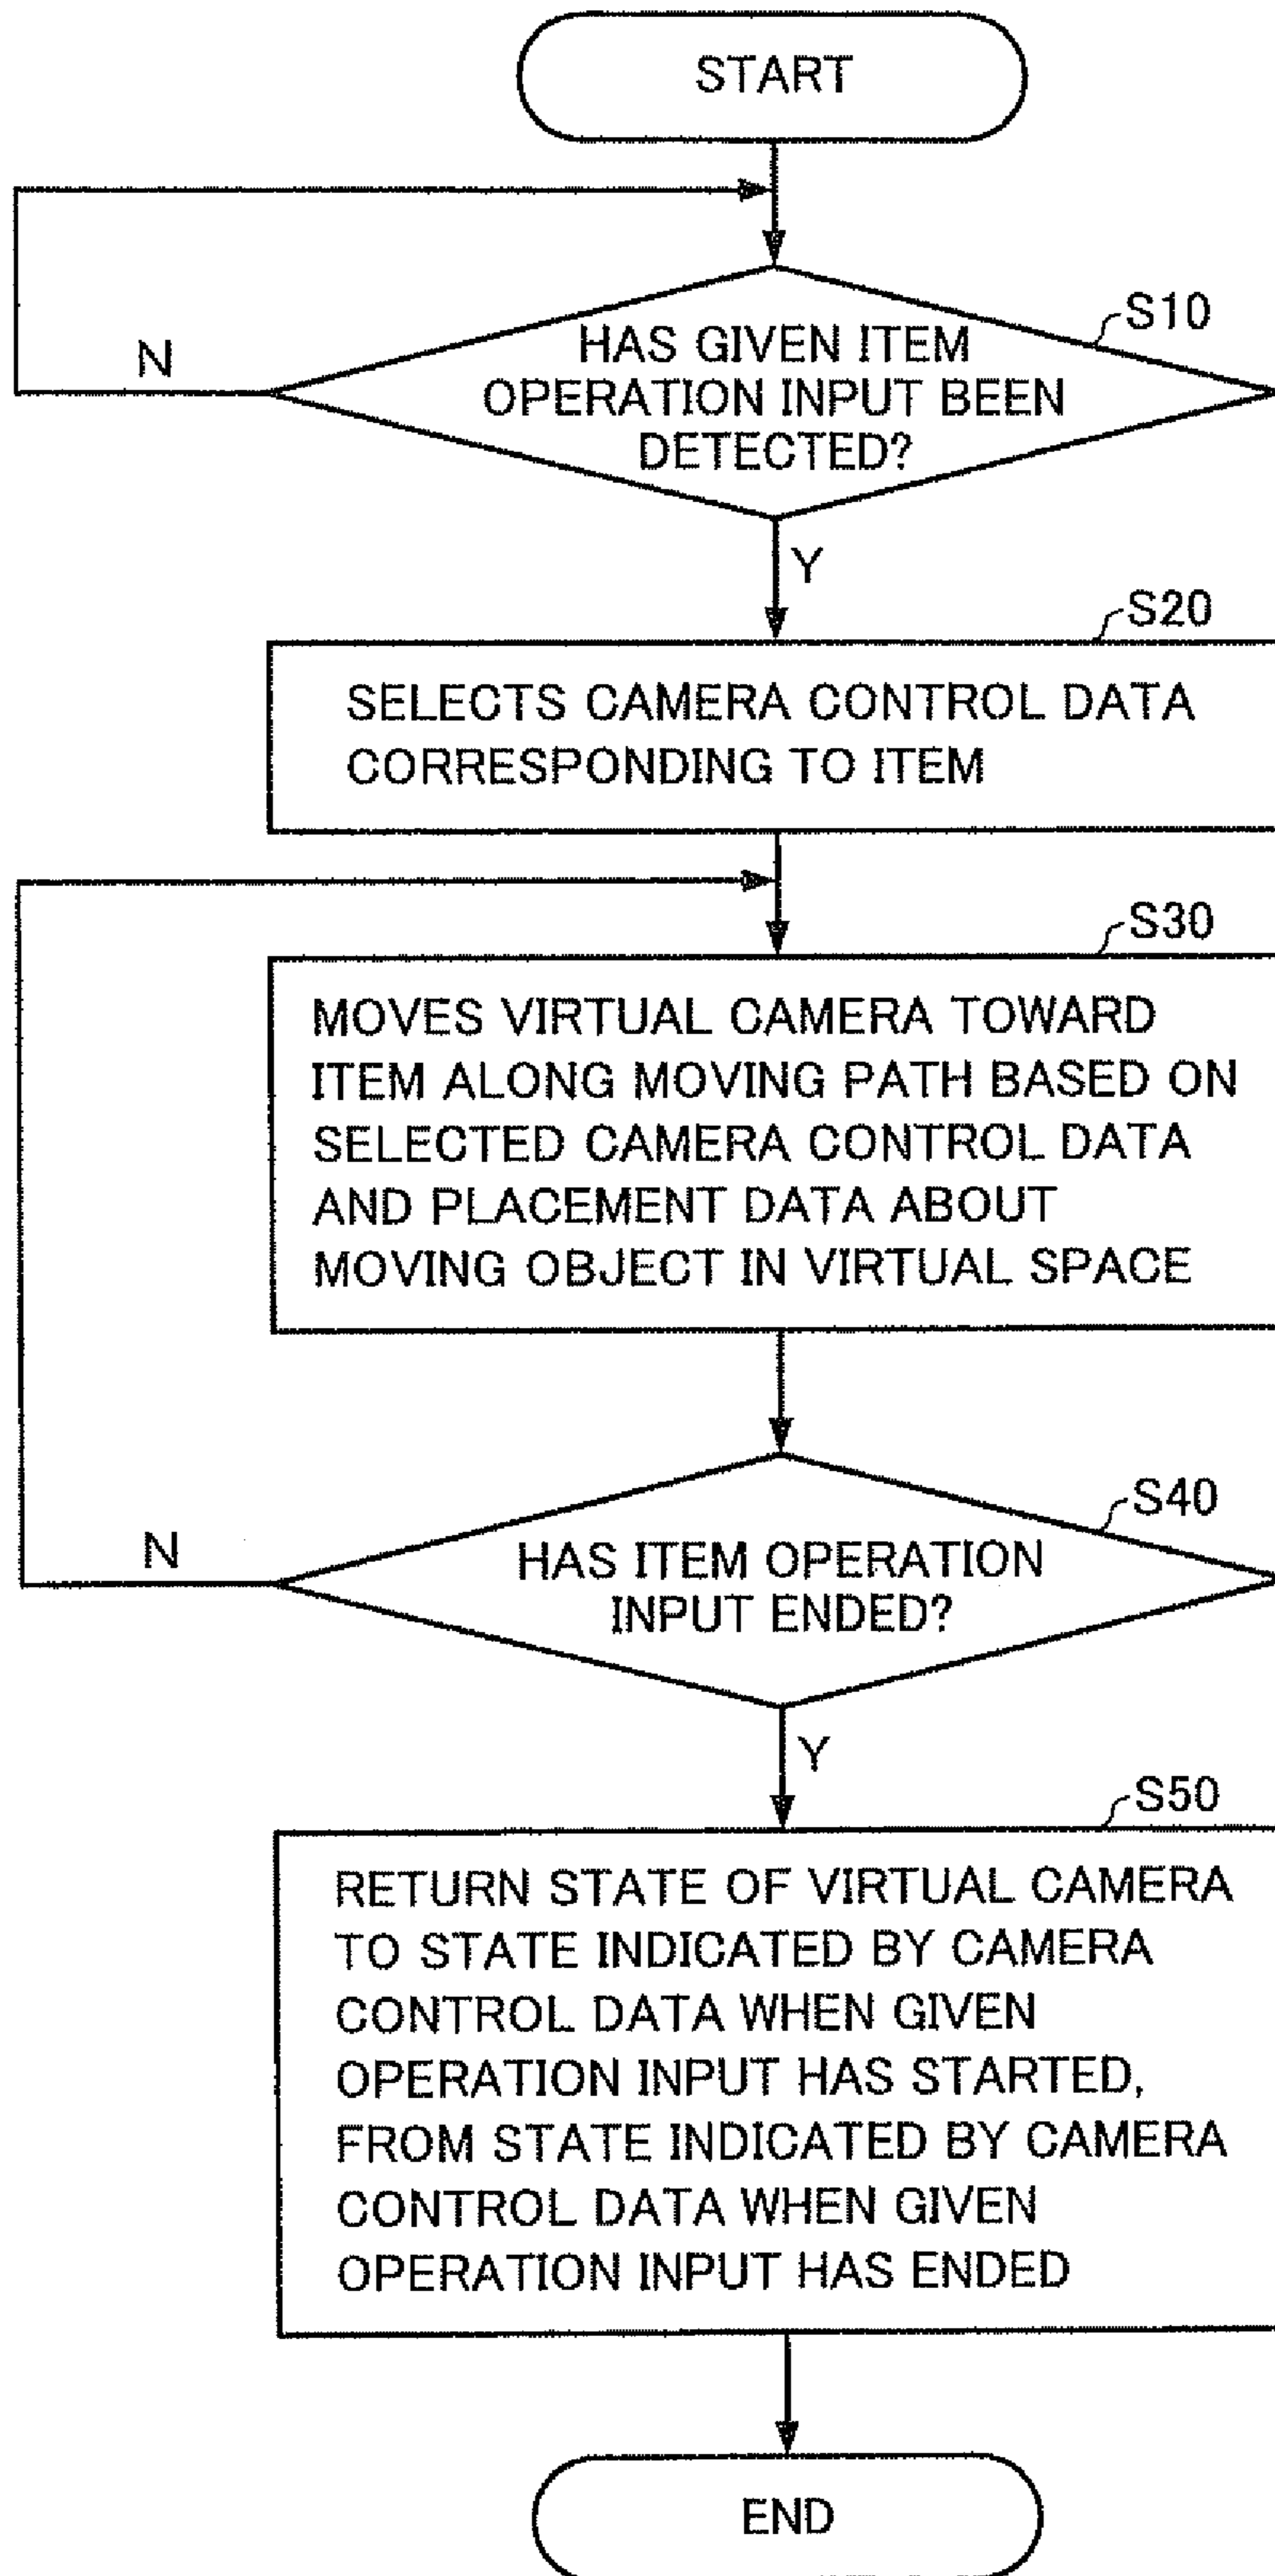 START
S10
N
HAS GIVEN ITEM
OPERATION INPUT BEEN
DETECTED?
Y
S20
SELECTS CAMERA CONTROL DATA
CORRESPONDING TO ITEM
S30
MOVES VIRTUAL CAMERA TOWARD
ITEM ALONG MOVING PATH BASED ON
SELECTED CAMERA CONTROL DATA
AND PLACEMENT DATA ABOUT
MOVING OBJECT IN VIRTUAL SPACE
S40
N
HAS ITEM OPERATION
INPUT ENDED?
Y
S50
RETURN STATE OF VIRTUAL CAMERA
TO STATE INDICATED BY CAMERA
CONTROL DATA WHEN GIVEN
OPERATION INPUT HAS STARTED,
FROM STATE INDICATED BY CAMERA
CONTROL DATA WHEN GIVEN
OPERATION INPUT HAS ENDED
END